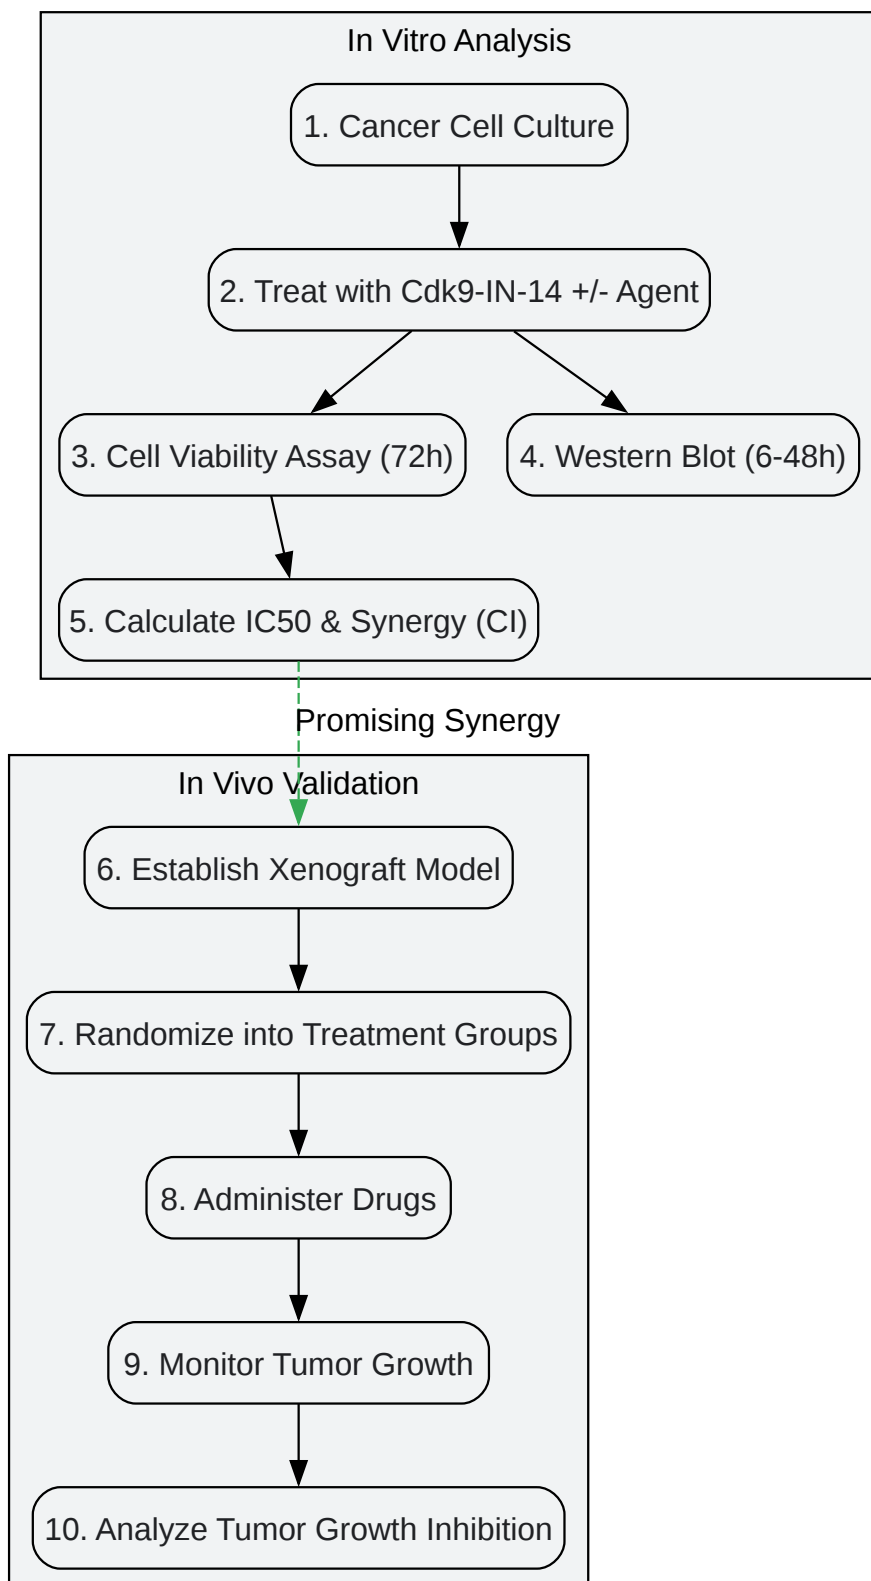 In Vitro Analysis
1. Cancer Cell Culture
2. Treat with Cdk9-IN-14 +/- Agent
3. Cell Viability Assay (72h)
4. Western Blot (6-48h)
5. Calculate IC50 & Synergy (CI)
Promising Synergy
In Vivo Validation
6. Establish Xenograft Model
7. Randomize into Treatment Groups
8. Administer Drugs
9. Monitor Tumor Growth
10. Analyze Tumor Growth Inhibition